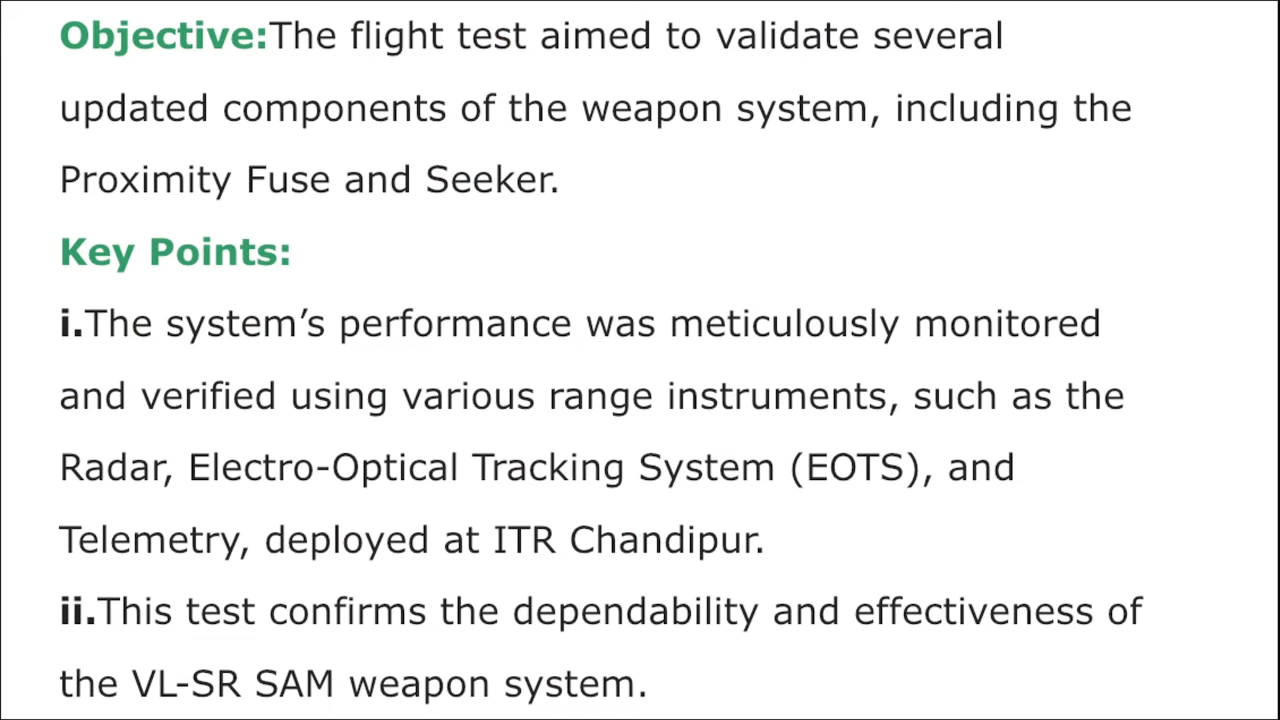 Objective:The flight test aimed to validate several
updated components of the weapon system, including the
Proximity Fuse and Seeker.
Key Points:
i.The system’s performance was meticulously monitored
and verified using various range instruments, such as the
Radar, Electro-Optical Tracking System (EOTS), and
Telemetry, deployed at ITR Chandipur.
ii.This test confirms the dependability and effectiveness of
the VL-SR SAM weapon system.